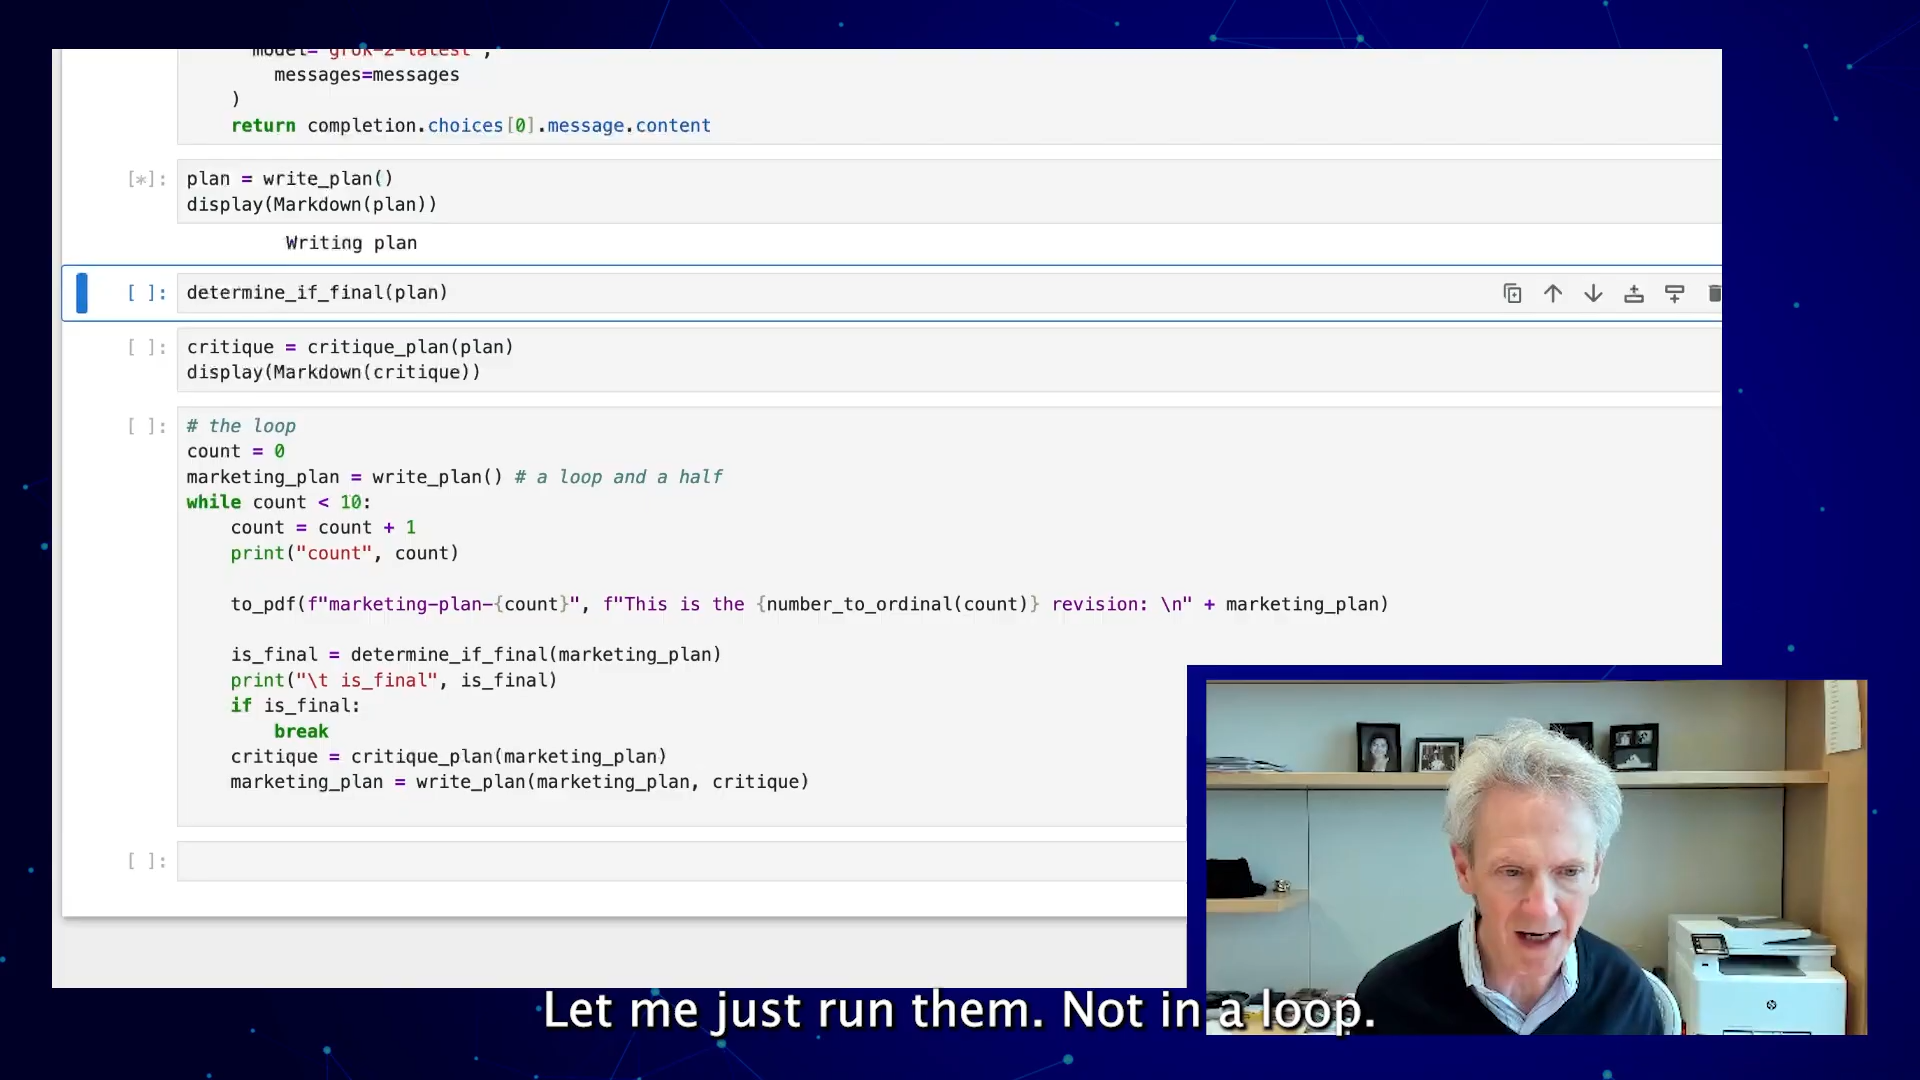 model="grok-2-latest",
messages=messages
)
return completion.choices[0].message.content
[*]: plan = write_plan()
display(Markdown(plan))
Writing plan
[ ]: determine_if_final(plan)
[ ]: critique = critique_plan(plan)
display(Markdown(critique))
[ ]: # the loop
count = 0
marketing_plan = write_plan() # a loop and a half
while count < 10:
count = count + 1
print("count", count)
to_pdf(f"marketing-plan-{count}", f"This is the {number_to_ordinal(count)} revision: \n" + marketing_plan)
is_final = determine_if_final(marketing_plan)
print("\t is_final", is_final)
if is_final:
break
critique = critique_plan(marketing_plan)
marketing_plan = write_plan(marketing_plan, critique)
[ ]:
Let me just run them. Not in a loop.